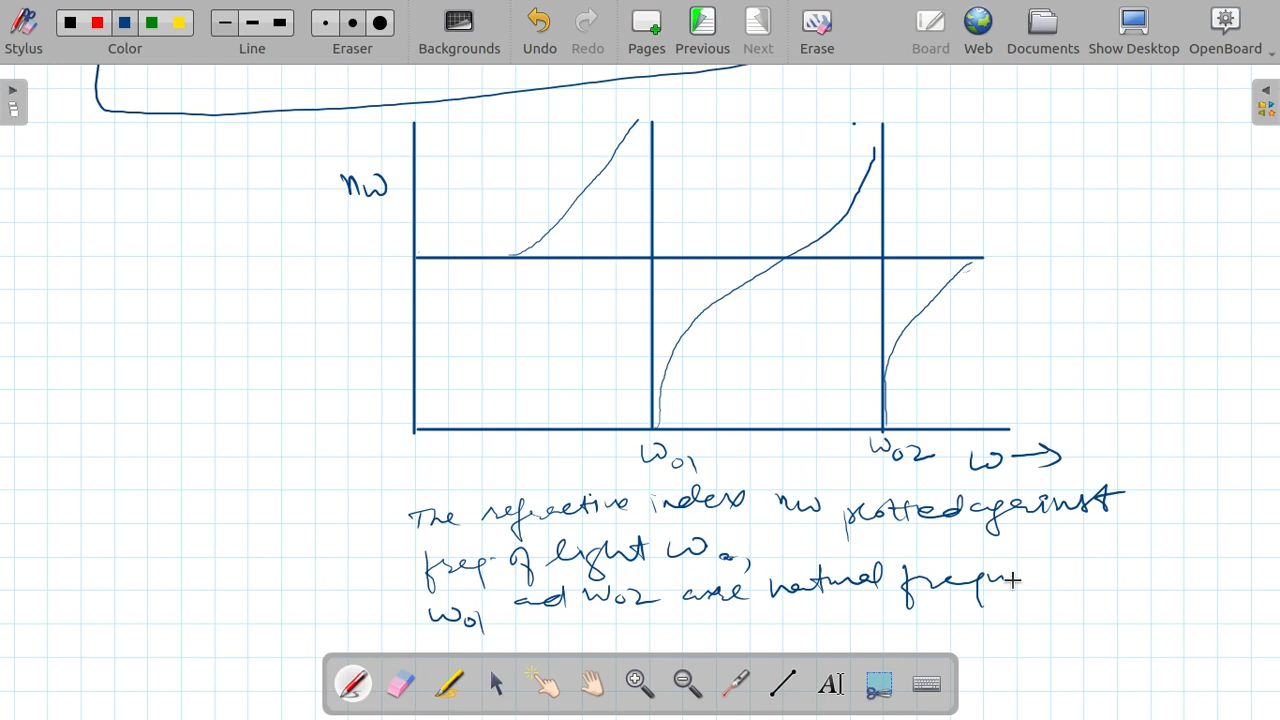 Stylus Color Line Eraser Backgrounds Undo Redo Pages Previous Next Erase Board Web Documents Show Desktop OpenBoard
nω
ω01 ω02 ω →
The refractive index nω plotted against
freq. of light ω.,
ω01 and ω02 are natural frequ
AI